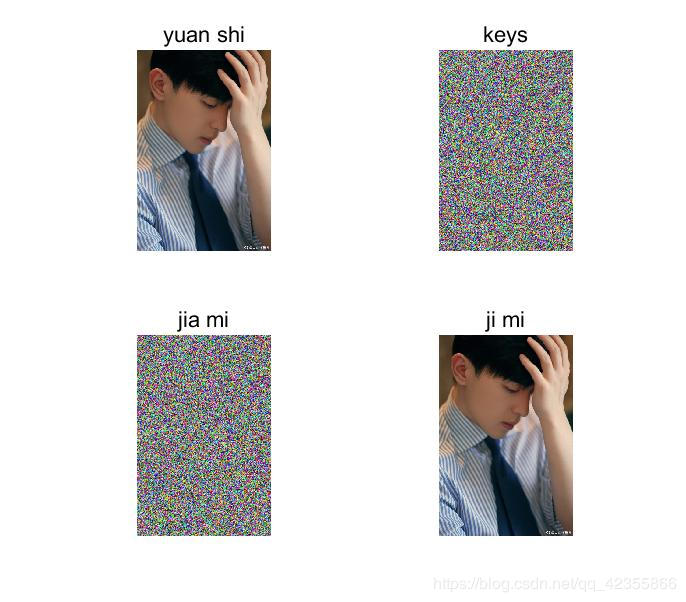 yuan shi
keys
jia mi
ji mi
https://blog.csdn.net/qq_42355866